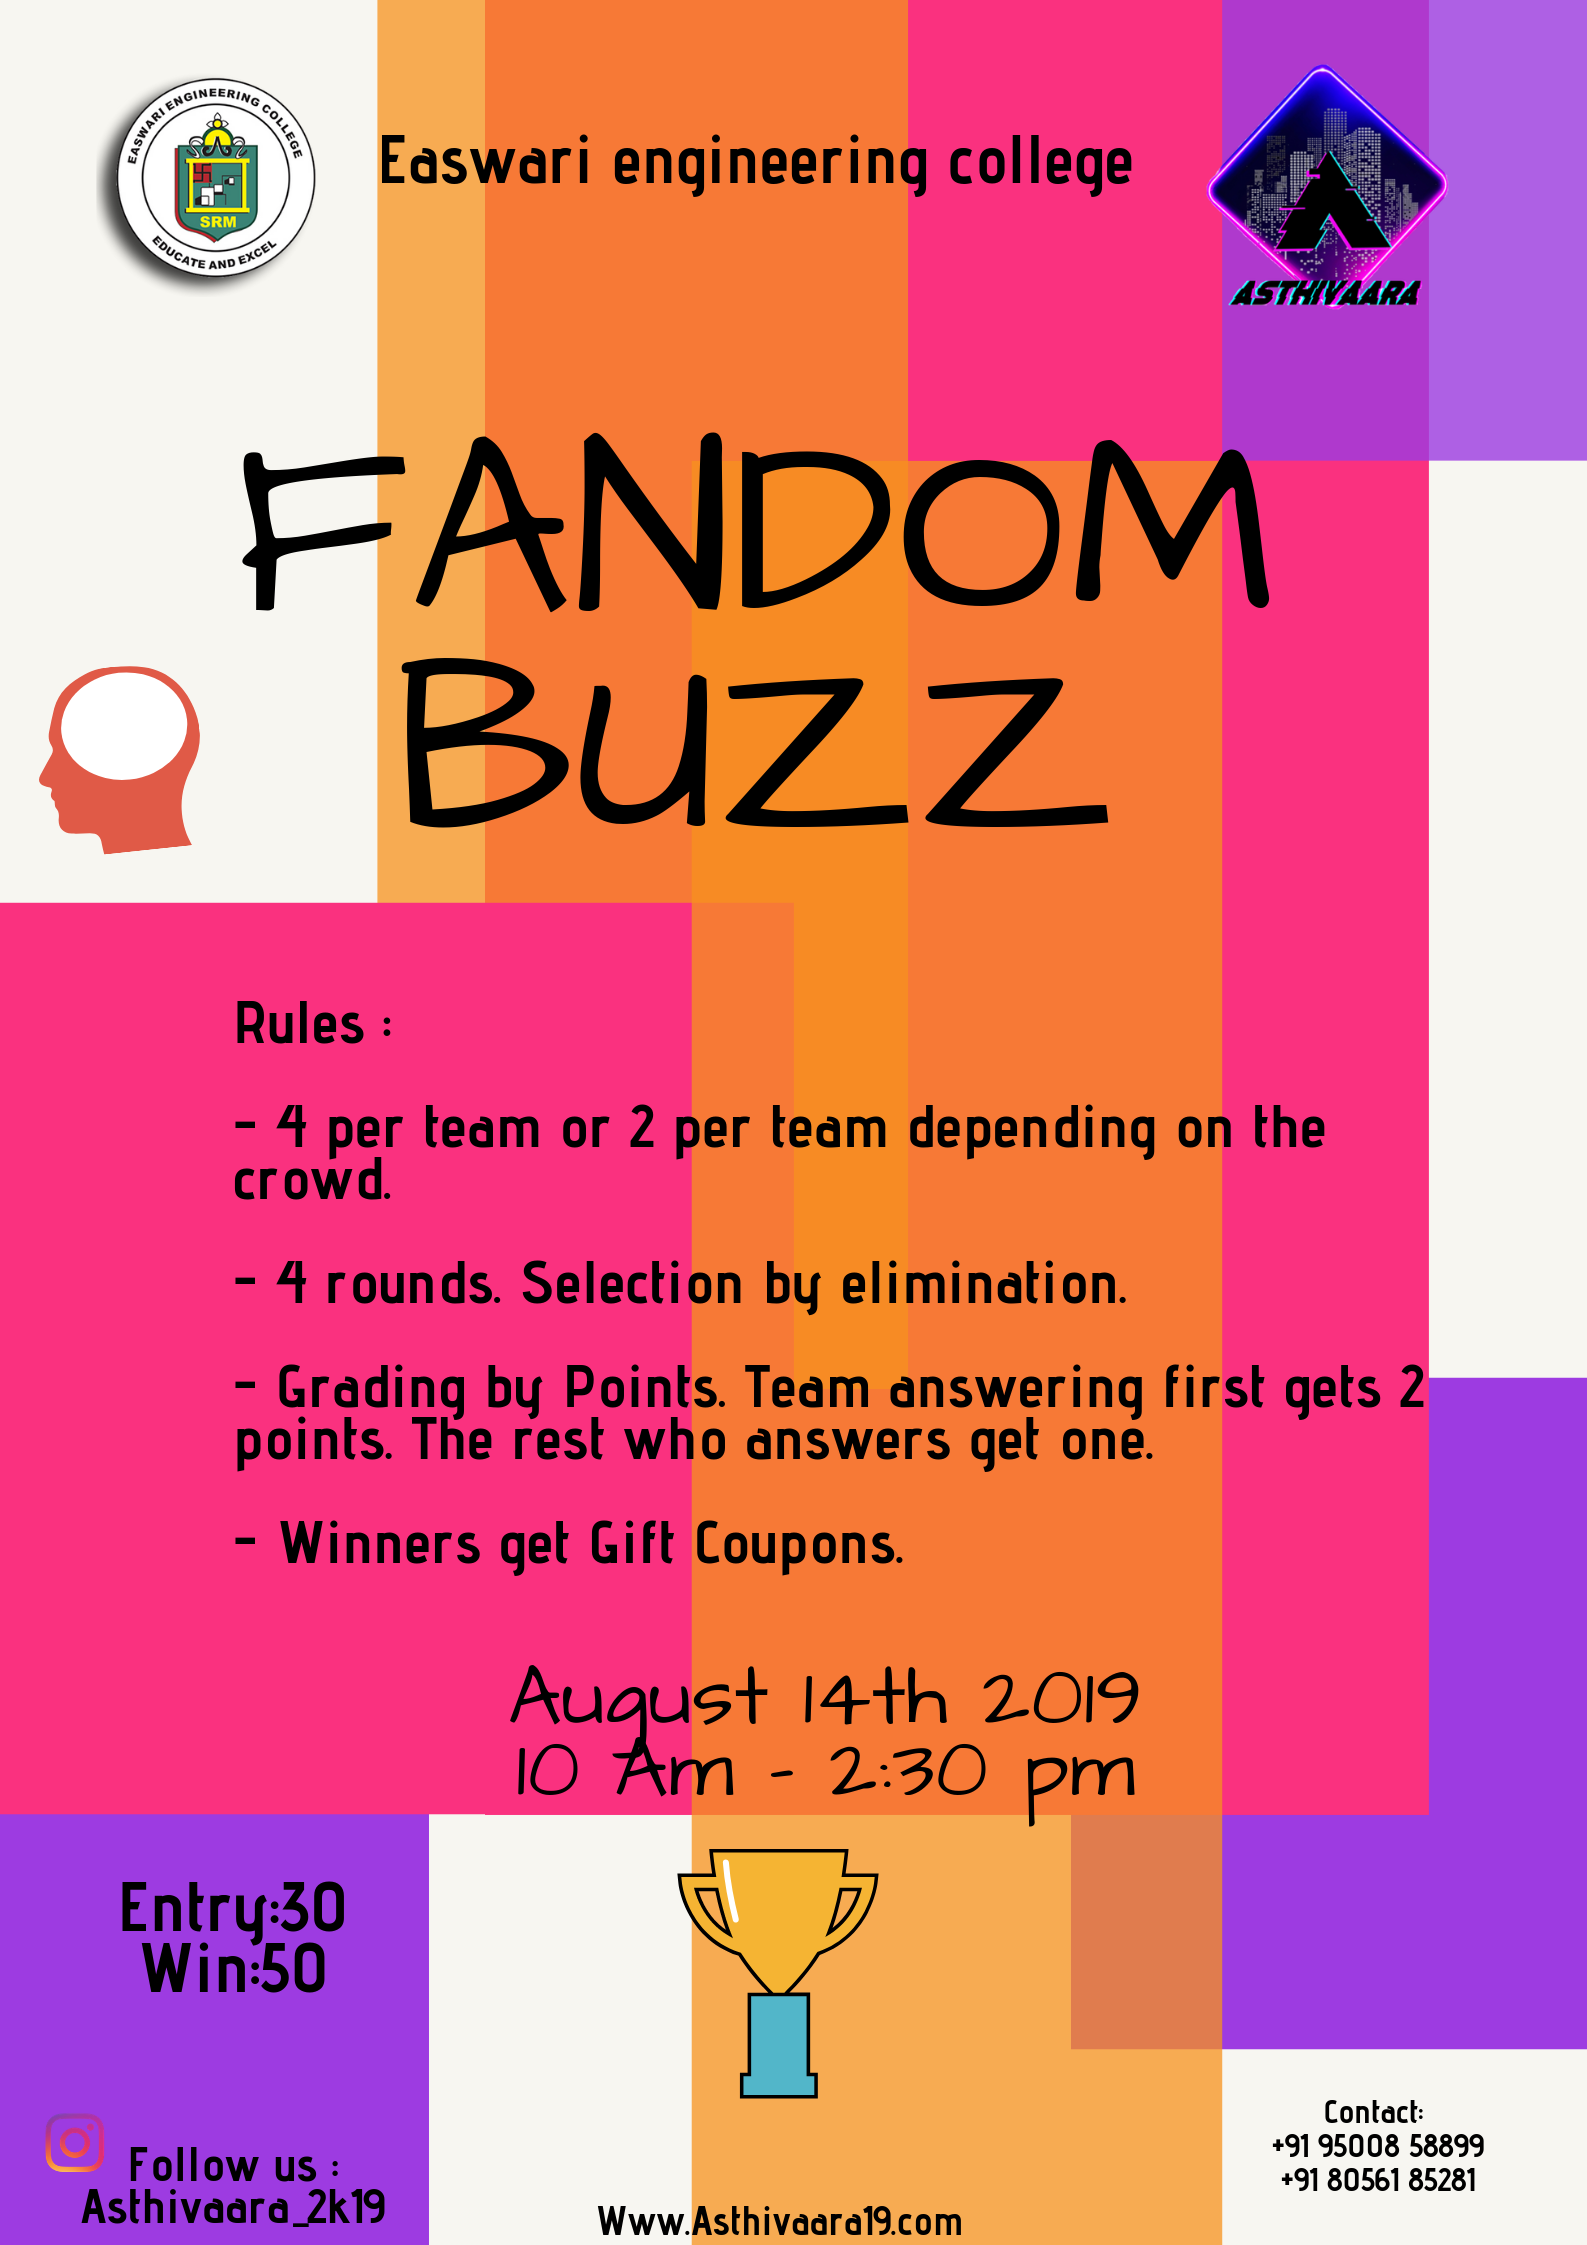 EASWARI ENGINEERING COLLEGE
SRM
EDUCATE AND EXCEL
Easwari engineering college
ASTHIVAARA
FANDOM
BUZZ
Rules :
- 4 per team or 2 per team depending on the
crowd.
- 4 rounds. Selection by elimination.
- Grading by Points. Team answering first gets 2
points. The rest who answers get one.
- Winners get Gift Coupons.
August 14th 2019
10 Am - 2:30 pm
Entry:30
Win:50
Follow us :
Asthivaara_2k19
Www.Asthivaara19.com
Contact:
+91 95008 58899
+91 80561 85281